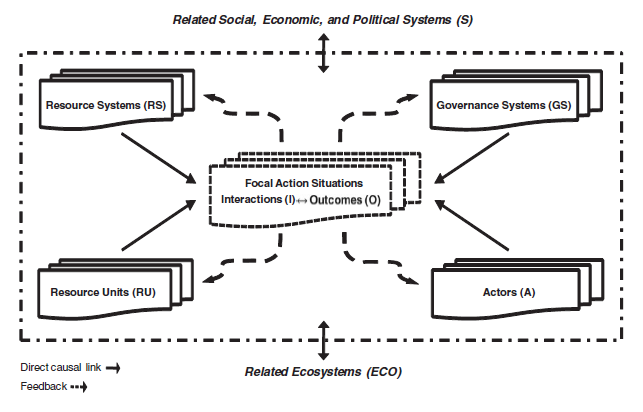 Related Social, Economic, and Political Systems (S)
Resource Systems (RS)
Governance Systems (GS)
Focal Action Situations
Interactions (I)↔Outcomes (O)
Resource Units (RU)
Actors (A)
Direct causal link
Related Ecosystems (ECO)
Feedback